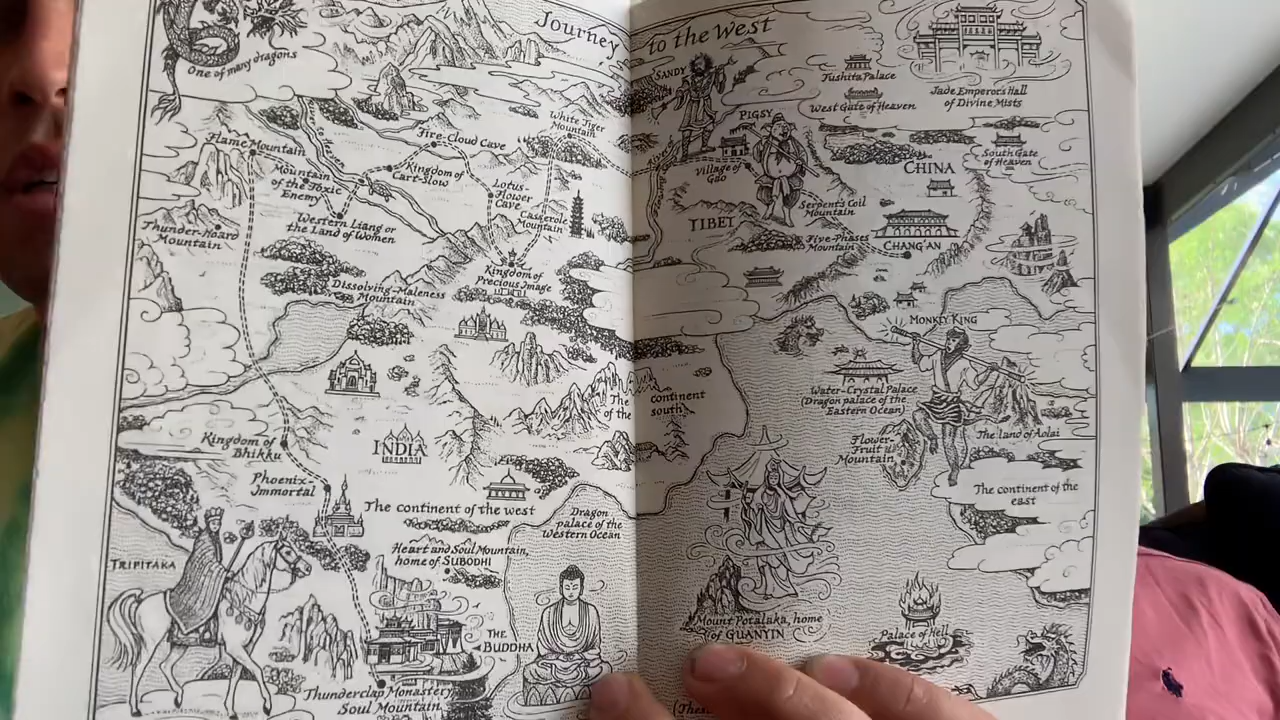 Journey to the West
One of many dragons
SANDY
Tushita Palace
West Gate of Heaven
Jade Emperor's Hall
of Divine Mists
PIGSY
White Tiger
Mountain
Fire-Cloud Cave
Flame Mountain
Mount
of the Toxic
Enemy
Kingdom of
Cart-Slow
Village of
Gao
CHINA
South Gate
of Heaven
Lotus-
Flower
Cave
Casserole
Mountain
Serpent's Coil
Mountain
TIBET
Western Liang or
the Land of Women
Thunder-Hoard
Mountain
Five-Phases
Mountain
CHANG'AN
Kingdom of
Precious Image
Dissolving-Maleness
Mountain
MONKEY KING
Water-Crystal Palace
(Dragon palace of the
Eastern Ocean)
The continent
of the south
Flower-
Fruit
Mountain
The land of Aolai
Kingdom of
Bhikku
INDIA
Phoenix-
Immortal
The continent of the west
The continent of the
east
Dragon
palace of the
Western Ocean
Heart and Soul Mountain,
home of SUBODHI
TRIPITAKA
THE
BUDDHA
Mount Potalaka, home
of GUANYIN
Palace of Hell
Thunderclap Monastery,
Soul Mountain